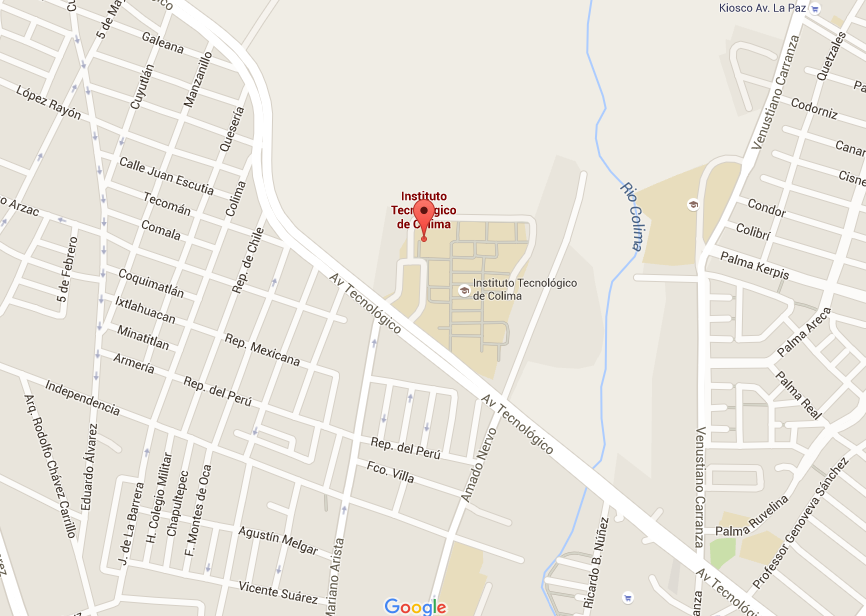 Kiosco Av. La Paz
5 de May
Galeana
Cuyutlán
Manzanillo
López Rayón
Quesería
Venustiano Carranza
Quetzales
Codorniz
Canar
Cisne
Calle Juan Escutia
Colima
Tecomán
Comala
o Arzac
5 de Febrero
Rep. de Chile
Instituto
Tecnológico
de Colima
Río Colima
Condor
Colibrí
Palma Kerpis
Coquimatlán
Ixtlahuacan
Minatitlan
Armería
Av Tecnológico
Instituto Tecnológico
de Colima
Palma Areca
Rep. Mexicana
Rep. del Perú
Independencia
Palma Real
Av Tecnológico
Arq. Rodolfo Chávez Carrillo
Eduardo Álvarez
Rep. del Perú
Fco. Villa
Amado Nervo
Venustiano Carranza
J. de La Barrera
H. Colegio Militar
Chapultepec
F. Montes de Oca
Agustín Melgar
Vicente Suárez
Mariano Arista
Ricardo B. Núñez
Palma Ruvelina
Professor Genoveva Sánchez
Av Tecnológ
anza
Google